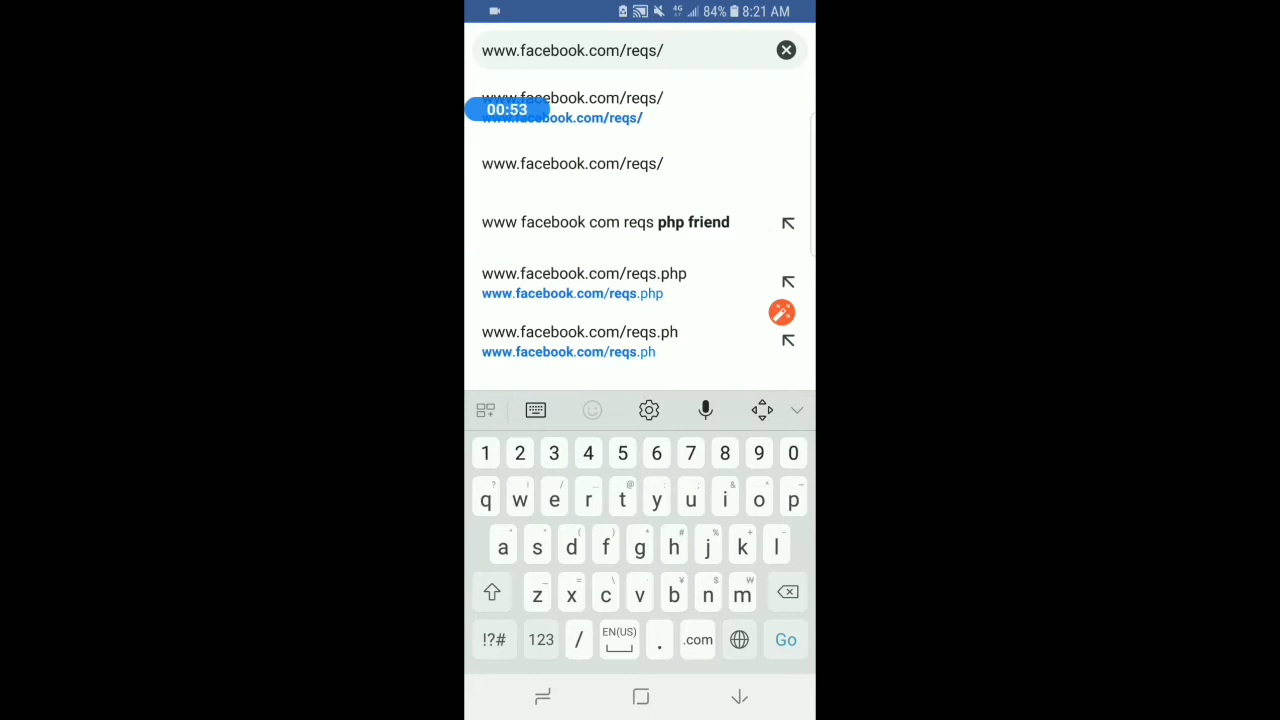 4G 84% 8:21 AM
www.facebook.com/reqs/
www.facebook.com/reqs/
00:53
www.facebook.com/reqs/
www.facebook.com/reqs/
www facebook com reqs php friend
www.facebook.com/reqs.php
www.facebook.com/reqs.php
www.facebook.com/reqs.ph
www.facebook.com/reqs.ph
1 2 3 4 5 6 7 8 9 0
q w e r t y u i o p
a s d f g h j k l
z x c v b n m
!?# 123 / EN(US) . .com Go